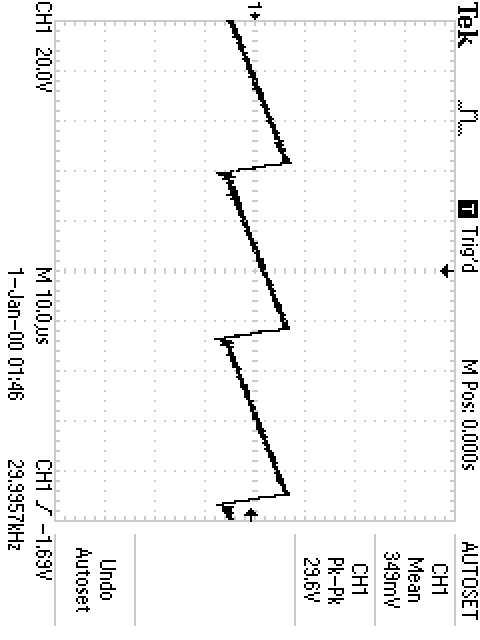 Tek
T Trig'd
M Pos: 0.000s
AUTOSET
CH1
Mean
349mV
CH1
Pk-Pk
29.6V
Undo
Autoset
1
CH1 20.0V
M 10.0µs
CH1 -1.69V
1-Jan-00 01:46
29.9957kHz